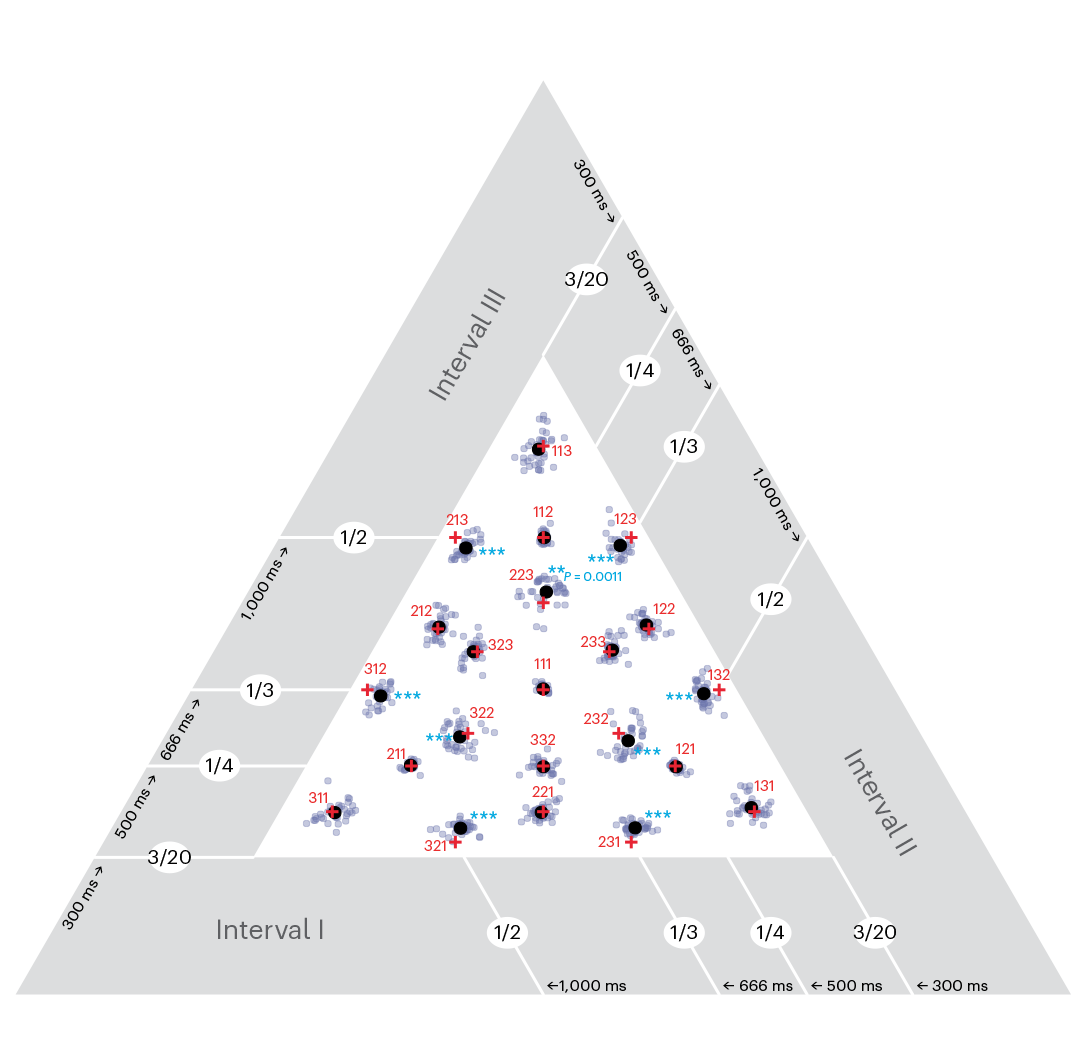 300 ms →
3/20
500 ms →
Interval III
666 ms →
1/4
1/3
113
1,000 ms →
213
112
123
1/2
***
***
1,000 ms →
223
**
P = 0.0011
1/2
212
122
323
233
111
312
132
1/3
***
***
666 ms →
322
232
***
332
***
211
121
1/4
500 ms →
311
221
131
Interval II
***
***
321
231
3/20
300 ms →
Interval I
1/2
1/3
1/4
3/20
←1,000 ms
← 666 ms
← 500 ms
← 300 ms